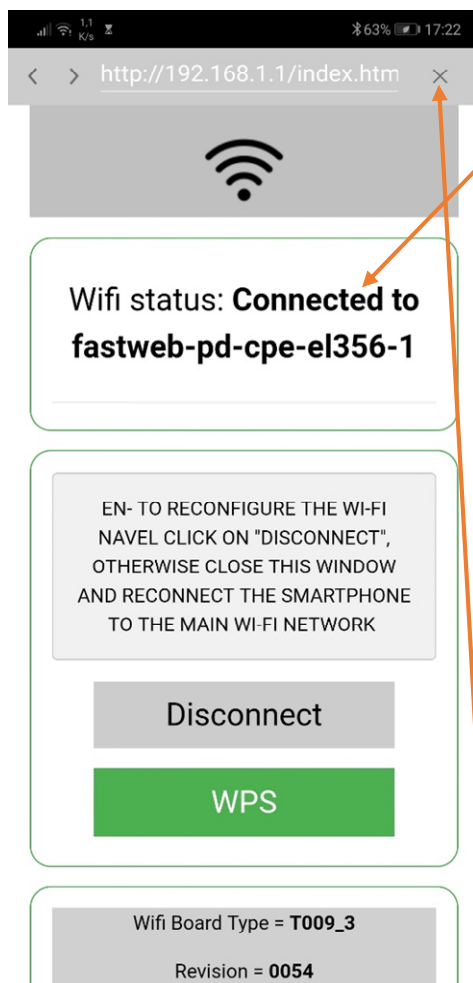 1,1
K/s
63% 17:22
http://192.168.1.1/index.htm
Wifi status: Connected to
fastweb-pd-cpe-el356-1
EN- TO RECONFIGURE THE WI-FI
NAVEL CLICK ON "DISCONNECT",
OTHERWISE CLOSE THIS WINDOW
AND RECONNECT THE SMARTPHONE
TO THE MAIN WI-FI NETWORK
Disconnect
WPS
Wifi Board Type = T009_3
Revision = 0054